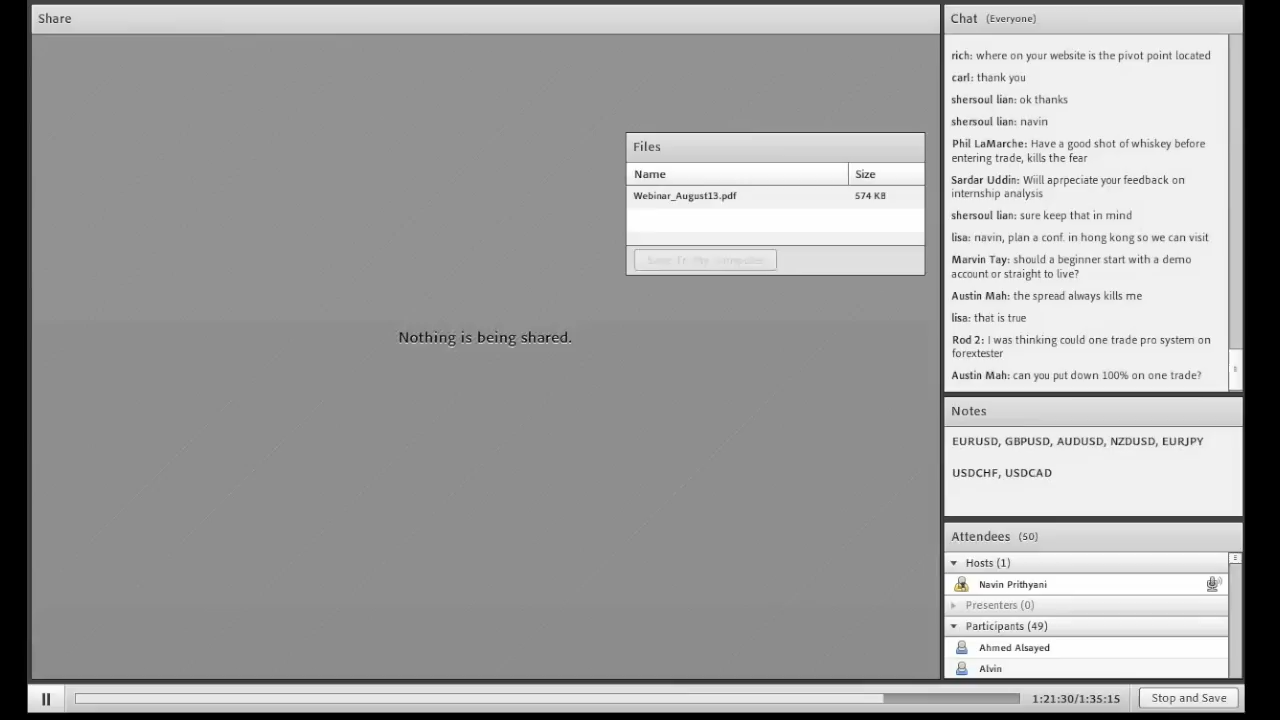 Share
Files
Name Size
Webinar_August13.pdf 574 KB
Save To My Computer
Nothing is being shared.
Chat (Everyone)
rich: where on your website is the pivot point located
carl: thank you
shersoul lian: ok thanks
shersoul lian: navin
Phil LaMarche: Have a good shot of whiskey before
entering trade, kills the fear
Sardar Uddin: Wiill aprpeciate your feedback on
internship analysis
shersoul lian: sure keep that in mind
lisa: navin, plan a conf. in hong kong so we can visit
Marvin Tay: should a beginner start with a demo
account or straight to live?
Austin Mah: the spread always kills me
lisa: that is true
Rod 2: I was thinking could one trade pro system on
forextester
Austin Mah: can you put down 100% on one trade?
Notes
EURUSD, GBPUSD, AUDUSD, NZDUSD, EURJPY
USDCHF, USDCAD
Attendees (50)
Hosts (1)
Navin Prithyani
Presenters (0)
Participants (49)
Ahmed Alsayed
Alvin
1:21:30/1:35:15
Stop and Save